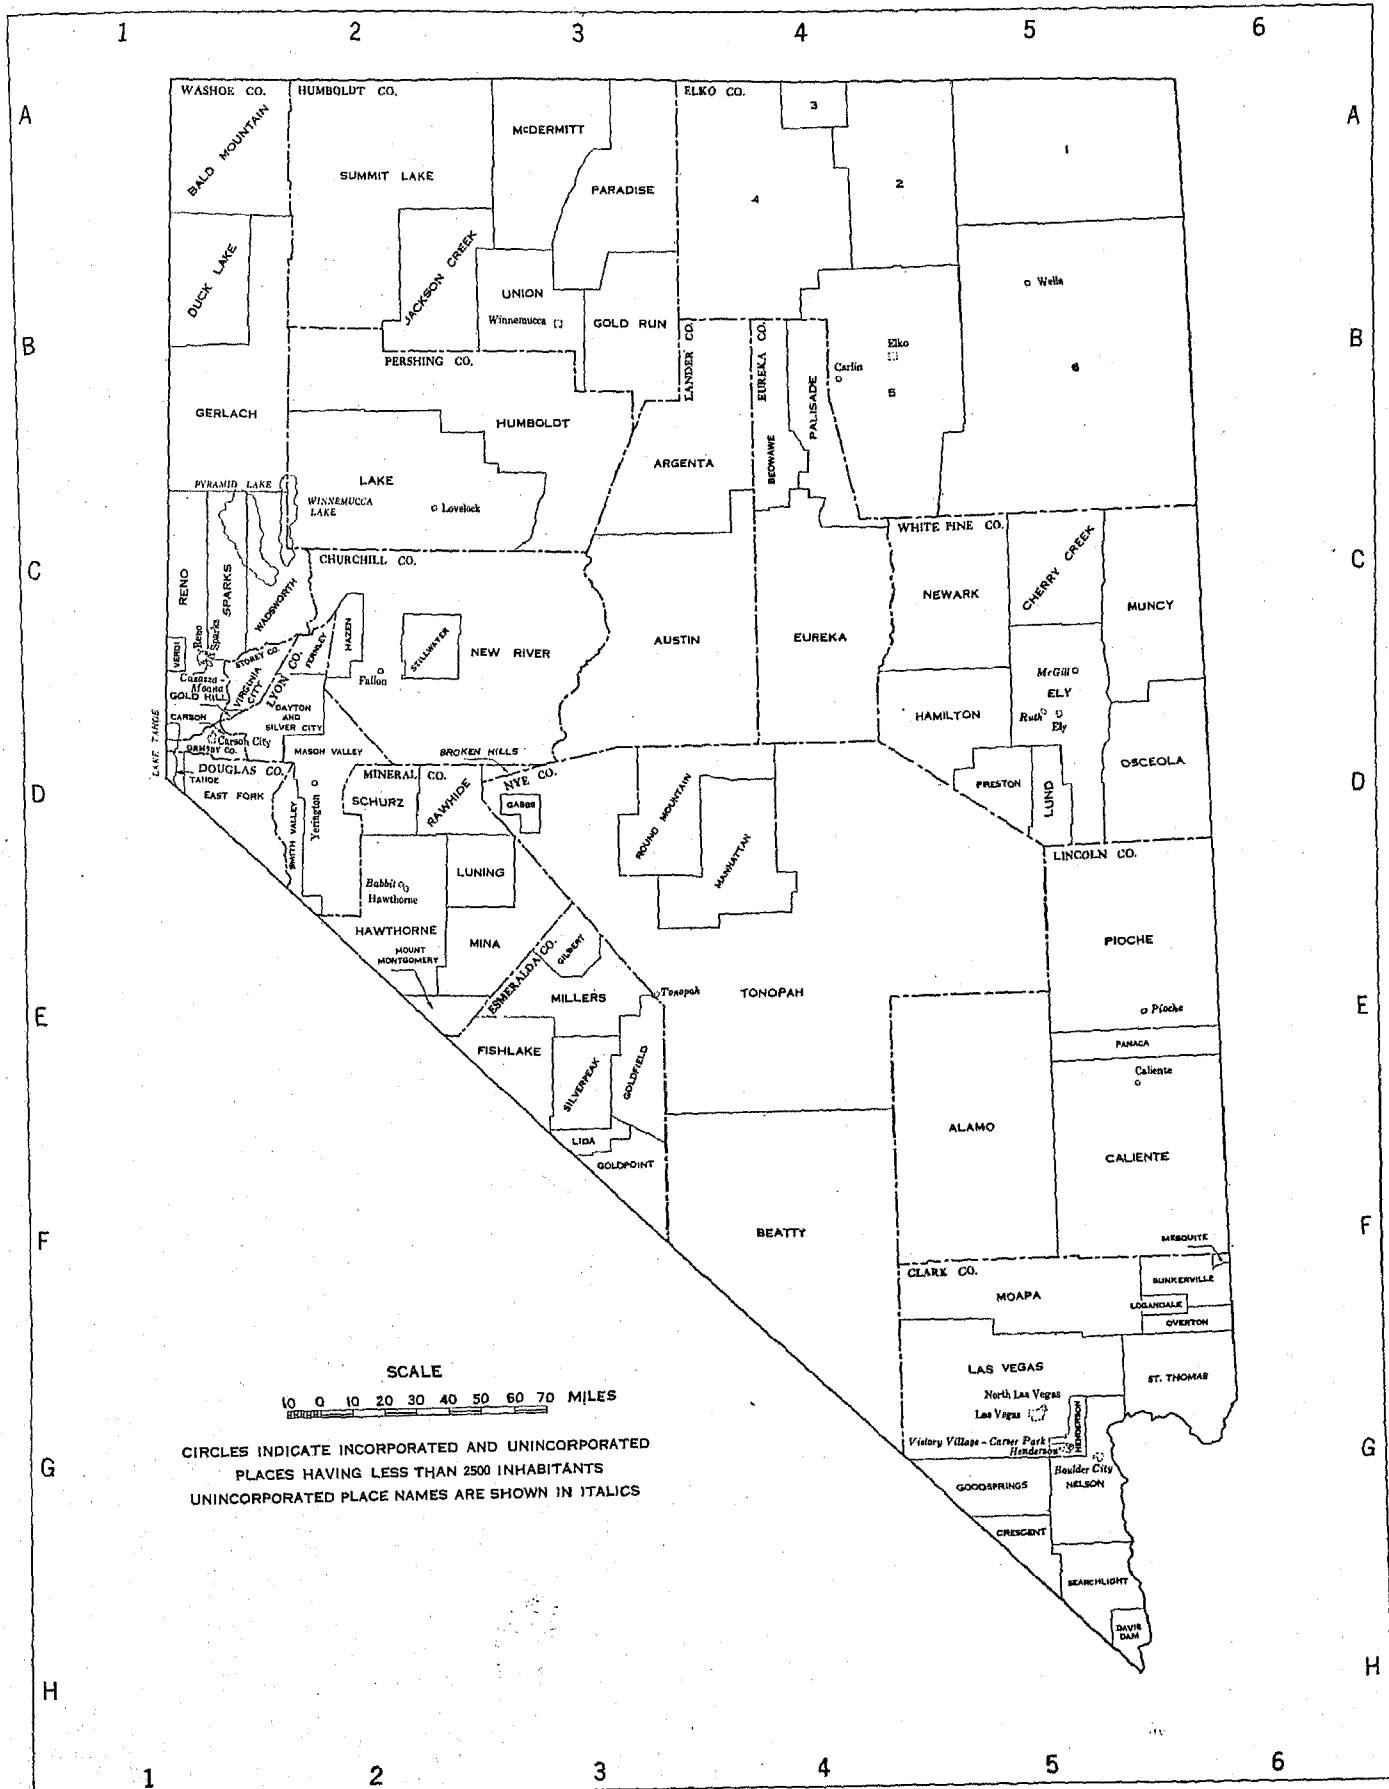 1 2 3 4 5 6
A A
WASHOE CO.
HUMBOLDT CO.
ELKO CO.
3
McDERMITT
BALD MOUNTAIN
1
SUMMIT LAKE
PARADISE
2
4
DUCK LAKE
JACKSON CREEK
UNION
Winnemucca
GOLD RUN
Wells
B B
LANDER CO.
EUREKA CO.
Elko
Carlin
5
6
PERSHING CO.
PALISADE
GERLACH
HUMBOLDT
BEOWAWE
ARGENTA
LAKE
PYRAMID LAKE
WINNEMUCCA
LAKE
Lovelock
WHITE PINE CO.
C C
CHURCHILL CO.
RENO
SPARKS
WADSWORTH
CHERRY CREEK
NEWARK
MUNCY
HAZEN
STILLWATER
NEW RIVER
AUSTIN
EUREKA
VERDI
Reno
Sparks
STOREY CO.
FERNLEY
LYON CO.
VIRGINIA
CITY
Fallon
McGill
ELY
Ruth
Ely
GOLD HILL
CARSON
DAYTON
AND
SILVER CITY
HAMILTON
LAKE TAHOE
Carson City
ORMSBY CO.
MASON VALLEY
BROKEN HILLS
OSCEOLA
D D
DOUGLAS CO.
TAHOE
EAST FORK
MINERAL CO.
NYE CO.
SCHURZ
RAWHIDE
GABBS
PRESTON
LUND
SMITH VALLEY
Yerington
ROUND MOUNTAIN
MANHATTAN
LINCOLN CO.
LUNING
Babbit
Hawthorne
HAWTHORNE
MINA
MOUNT
MONTGOMERY
ESMERALDA CO.
GILBERT
PIOCHE
E E
MILLERS
Tonopah
TONOPAH
Pioche
PANACA
FISHLAKE
SILVERPEAK
GOLDFIELD
Caliente
ALAMO
LIDA
GOLDPOINT
CALIENTE
F F
BEATTY
MESQUITE
CLARK CO.
BUNKERVILLE
MOAPA
LOGANDALE
OVERTON
LAS VEGAS
ST. THOMAS
North Las Vegas
Las Vegas
HENDERSON
Victory Village - Carver Park
Henderson
Boulder City
NELSON
G G
GOODSPRINGS
CRESCENT
SEARCHLIGHT
DAVIS
DAM
SCALE
10 0 10 20 30 40 50 60 70 MILES
CIRCLES INDICATE INCORPORATED AND UNINCORPORATED
PLACES HAVING LESS THAN 2500 INHABITANTS
UNINCORPORATED PLACE NAMES ARE SHOWN IN ITALICS
H H
1 2 3 4 5 6